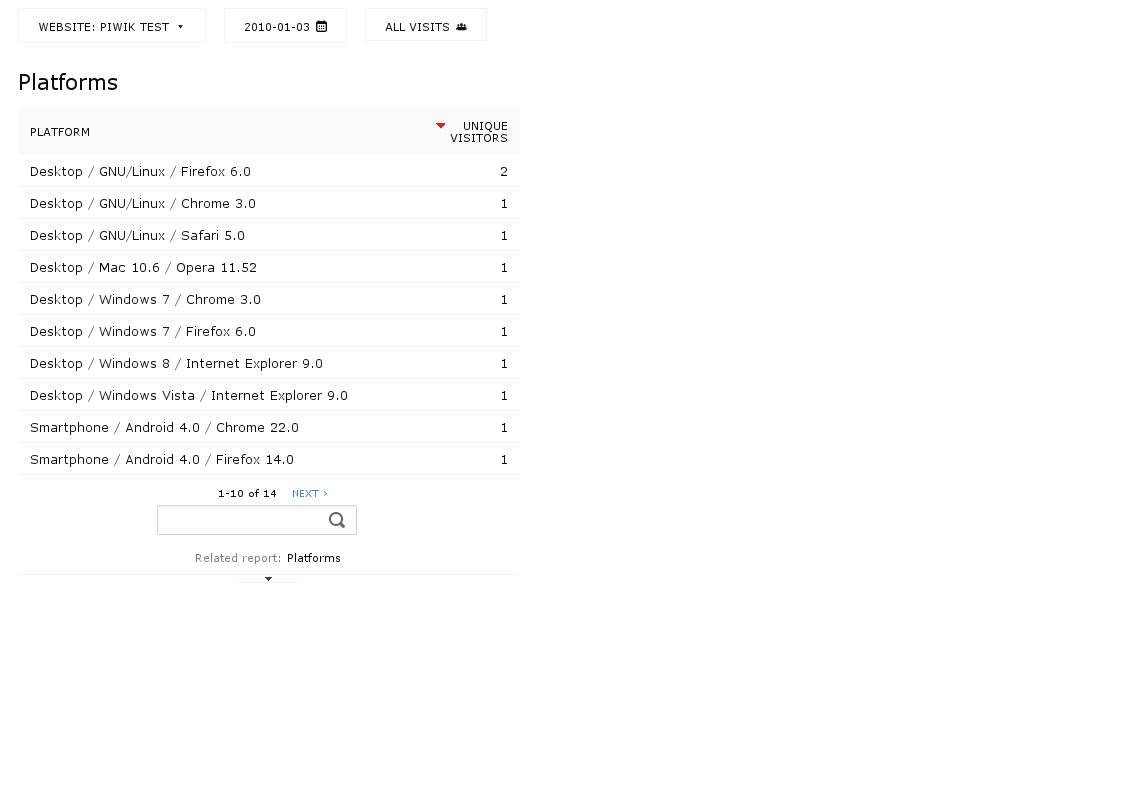 WEBSITE: PIWIK TEST 2010-01-03 ALL VISITS
Platforms
PLATFORM UNIQUE VISITORS
Desktop / GNU/Linux / Firefox 6.0 2
Desktop / GNU/Linux / Chrome 3.0 1
Desktop / GNU/Linux / Safari 5.0 1
Desktop / Mac 10.6 / Opera 11.52 1
Desktop / Windows 7 / Chrome 3.0 1
Desktop / Windows 7 / Firefox 6.0 1
Desktop / Windows 8 / Internet Explorer 9.0 1
Desktop / Windows Vista / Internet Explorer 9.0 1
Smartphone / Android 4.0 / Chrome 22.0 1
Smartphone / Android 4.0 / Firefox 14.0 1
1-10 of 14 NEXT ›
Related report: Platforms